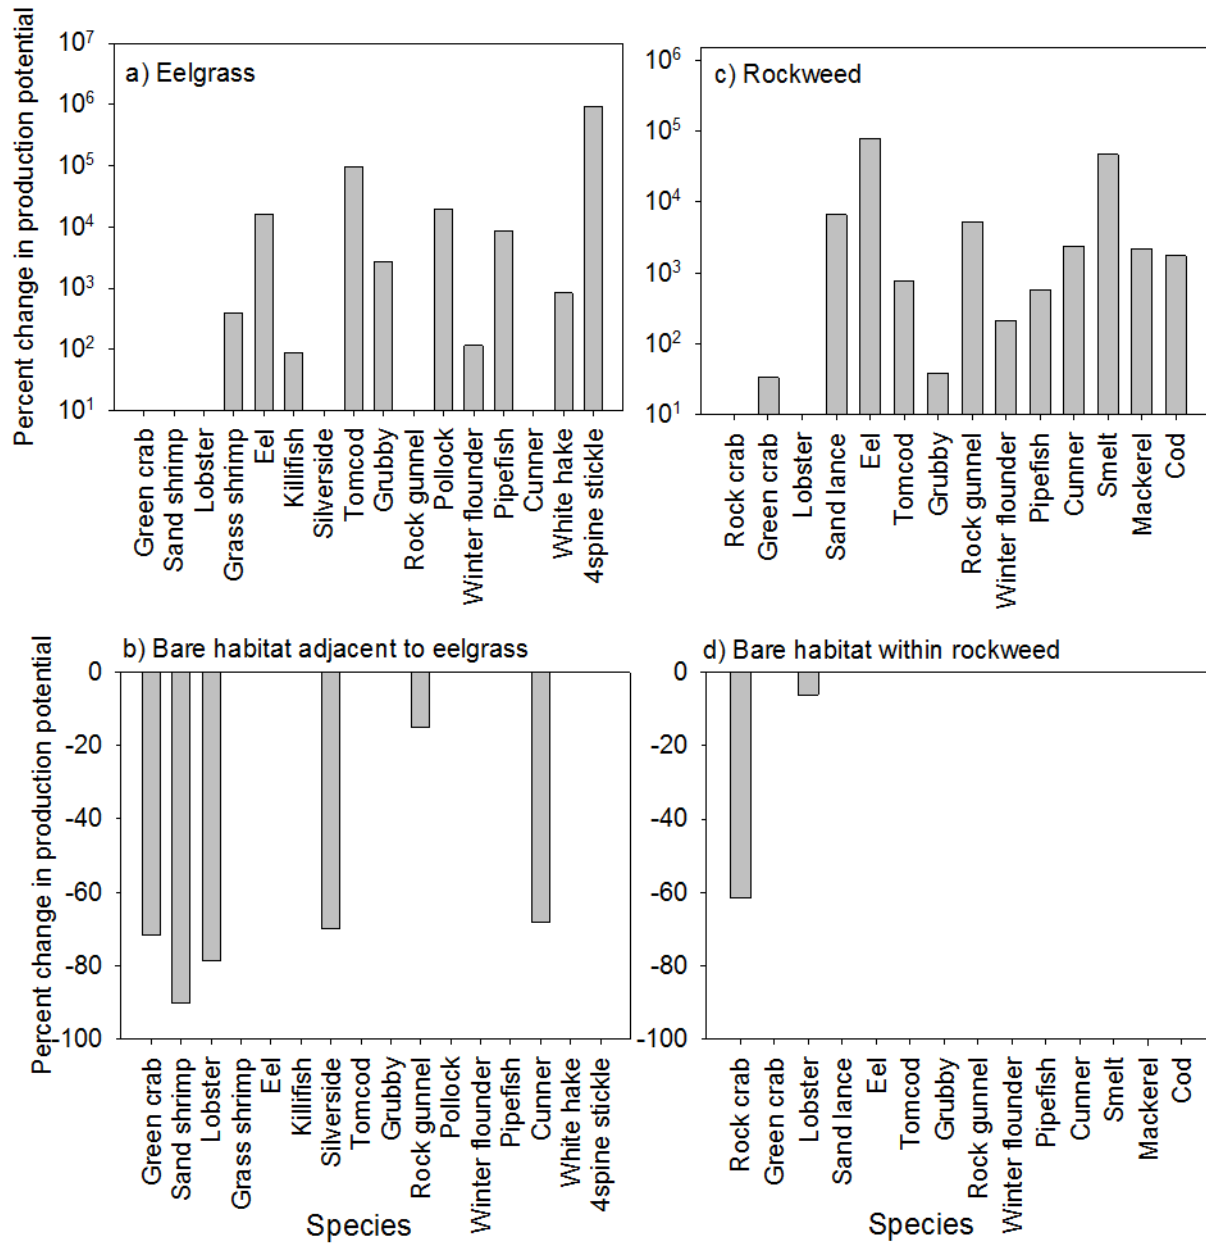 Percent change in production potential
10⁷
10⁶
10⁵
10⁴
10³
10²
10¹
a) Eelgrass
Green crab
Sand shrimp
Lobster
Grass shrimp
Eel
Killifish
Silverside
Tomcod
Grubby
Rock gunnel
Pollock
Winter flounder
Pipefish
Cunner
White hake
4spine stickle
10⁶
10⁵
10⁴
10³
10²
10¹
c) Rockweed
Rock crab
Green crab
Lobster
Sand lance
Eel
Tomcod
Grubby
Rock gunnel
Winter flounder
Pipefish
Cunner
Smelt
Mackerel
Cod
Percent change in production potential
b) Bare habitat adjacent to eelgrass
0
-20
-40
-60
-80
-100
Green crab
Sand shrimp
Lobster
Grass shrimp
Eel
Killifish
Silverside
Tomcod
Grubby
Rock gunnel
Pollock
Winter flounder
Pipefish
Cunner
White hake
4spine stickle
Species
d) Bare habitat within rockweed
0
-20
-40
-60
-80
-100
Rock crab
Green crab
Lobster
Sand lance
Eel
Tomcod
Grubby
Rock gunnel
Winter flounder
Pipefish
Cunner
Smelt
Mackerel
Cod
Species